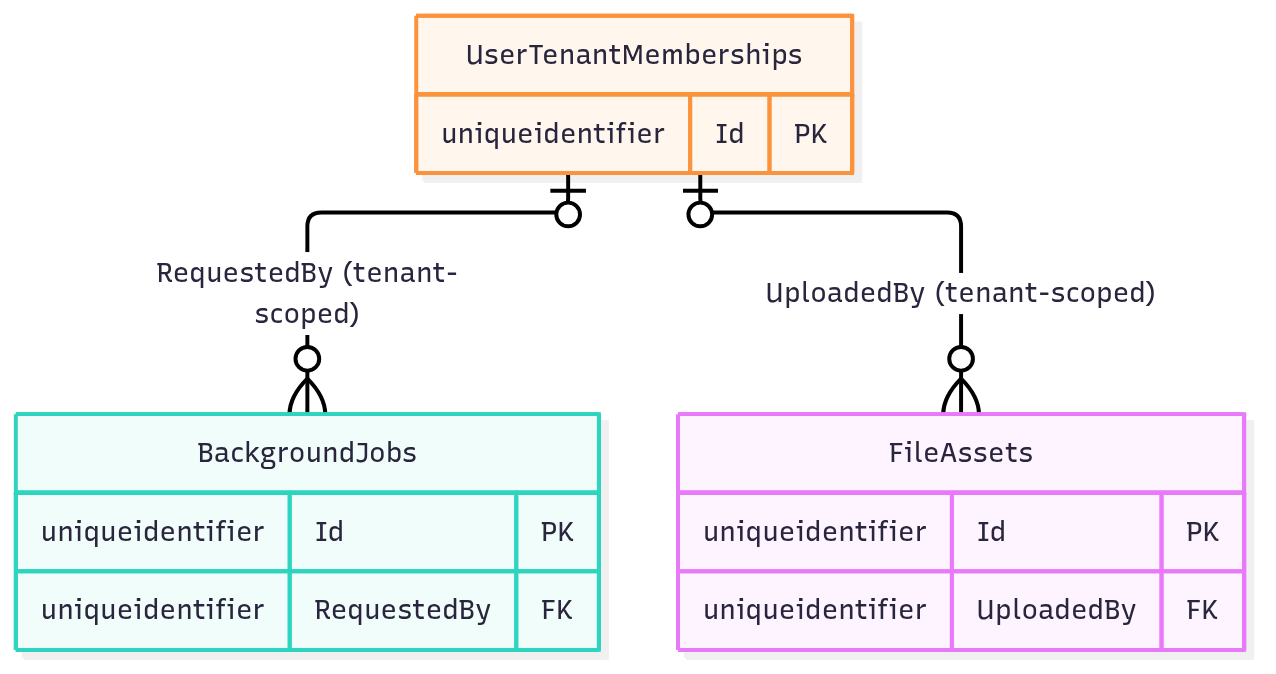 UserTenantMemberships
uniqueidentifier Id PK
RequestedBy (tenant-
scoped)
UploadedBy (tenant-scoped)
BackgroundJobs
uniqueidentifier Id PK
uniqueidentifier RequestedBy FK
FileAssets
uniqueidentifier Id PK
uniqueidentifier UploadedBy FK